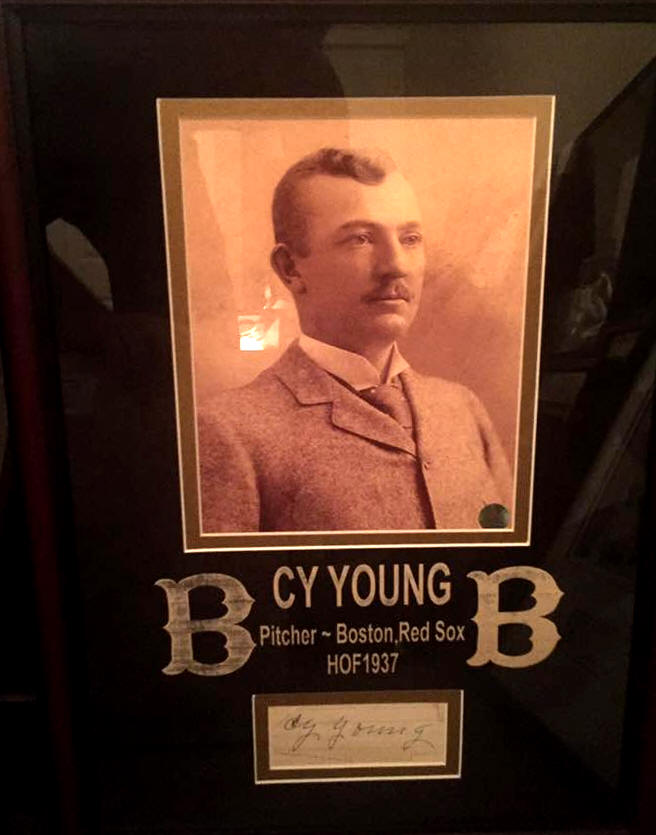 CY YOUNG
B Pitcher ~ Boston,Red Sox B
HOF1937
cy young